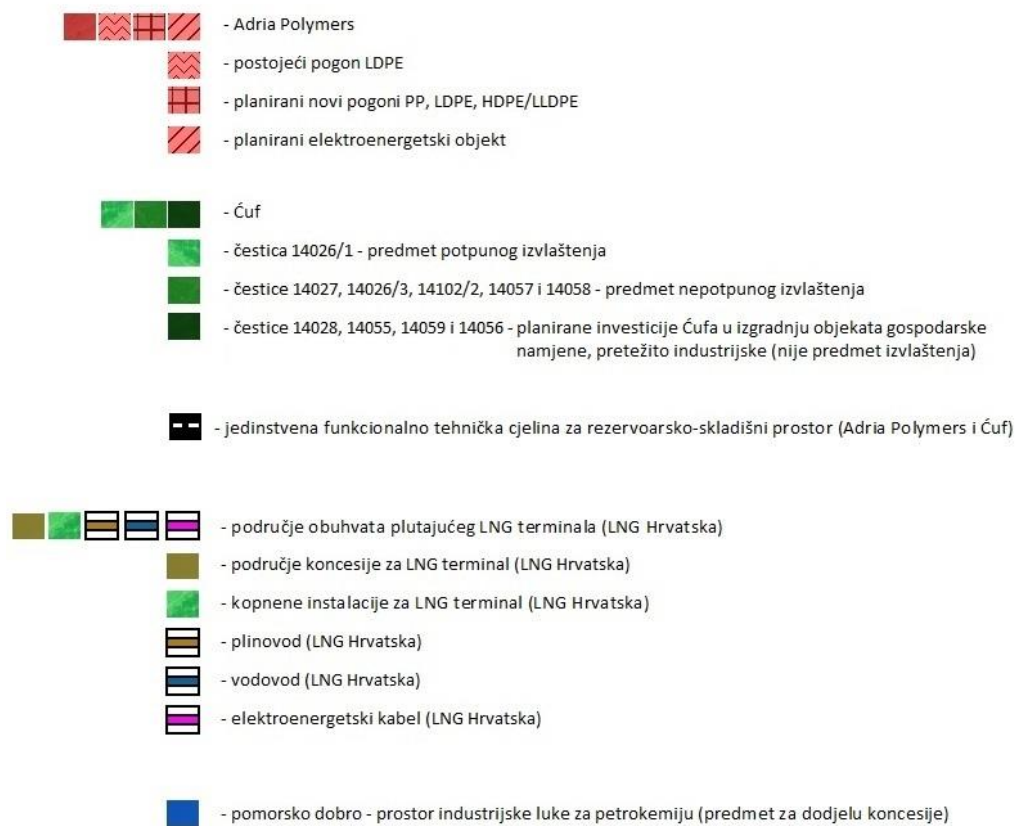 - Adria Polymers
- postojeći pogon LDPE
- planirani novi pogoni PP, LDPE, HDPE/LLDPE
- planirani elektroenergetski objekt
- Ćuf
- čestica 14026/1 - predmet potpunog izvlaštenja
- čestice 14027, 14026/3, 14102/2, 14057 i 14058 - predmet nepotpunog izvlaštenja
- čestice 14028, 14055, 14059 i 14056 - planirane investicije Ćufa u izgradnju objekata gospodarske
namjene, pretežito industrijske (nije predmet izvlaštenja)
- jedinstvena funkcionalno tehnička cjelina za rezervoarsko-skladišni prostor (Adria Polymers i Ćuf)
- područje obuhvata plutajućeg LNG terminala (LNG Hrvatska)
- područje koncesije za LNG terminal (LNG Hrvatska)
- kopnene instalacije za LNG terminal (LNG Hrvatska)
- plinovod (LNG Hrvatska)
- vodovod (LNG Hrvatska)
- elektroenergetski kabel (LNG Hrvatska)
- pomorsko dobro - prostor industrijske luke za petrokemiju (predmet za dodjelu koncesije)